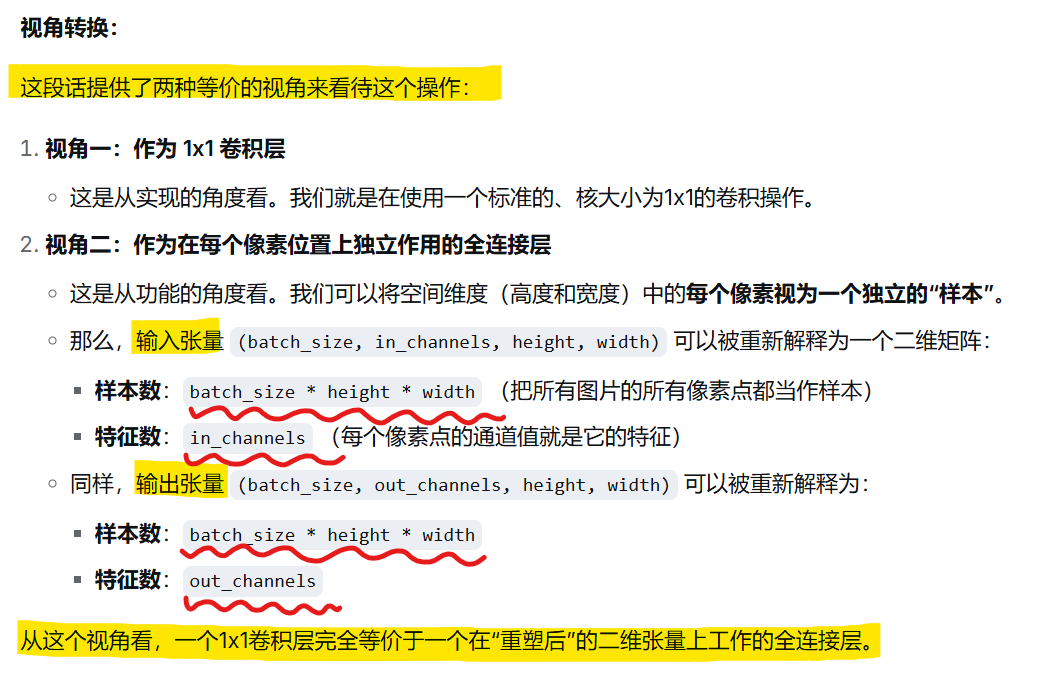 视角转换：
这段话提供了两种等价的视角来看待这个操作：
1. 视角一：作为 1x1 卷积层
这是从实现的角度看。我们就是在使用一个标准的、核大小为1x1的卷积操作。
2. 视角二：作为在每个像素位置上独立作用的全连接层
这是从功能的角度看。我们可以将空间维度（高度和宽度）中的每个像素视为一个独立的“样本”。
那么，输入张量 (batch_size, in_channels, height, width) 可以被重新解释为一个二维矩阵：
样本数： batch_size * height * width （把所有图片的所有像素点都当作样本）
特征数： in_channels （每个像素点的通道值就是它的特征）
同样，输出张量 (batch_size, out_channels, height, width) 可以被重新解释为：
样本数： batch_size * height * width
特征数： out_channels
从这个视角看，一个1x1卷积层完全等价于一个在“重塑后”的二维张量上工作的全连接层。